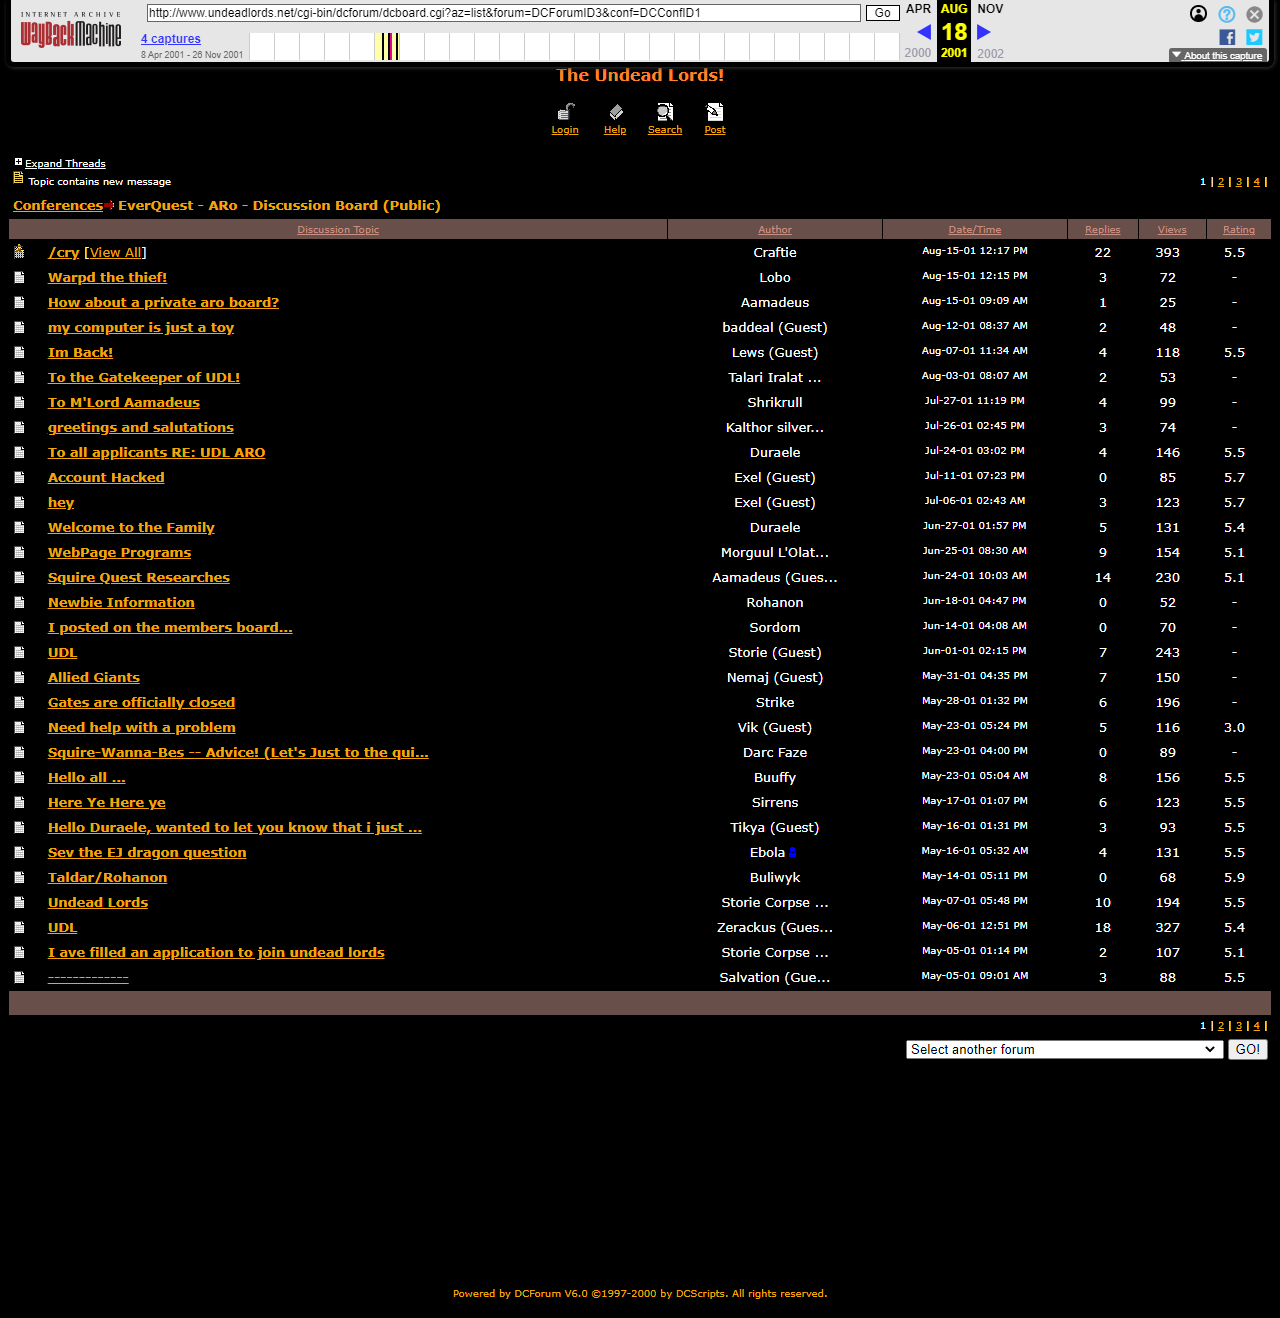 INTERNET ARCHIVE
WayBackMachine
http://www.undeadlords.net/cgi-bin/dcforum/dcboard.cgi?az=list&forum=DCForumID3&conf=DCConfID1 Go
APR AUG NOV
4 captures
18
8 Apr 2001 - 26 Nov 2001
2000 2001 2002
About this capture
The Undead Lords!
Login Help Search Post
Expand Threads
Topic contains new message 1 | 2 | 3 | 4 |
Conferences EverQuest - ARo - Discussion Board (Public)
Discussion Topic Author Date/Time Replies Views Rating
/cry [View All] Craftie Aug-15-01 12:17 PM 22 393 5.5
Warpd the thief! Lobo Aug-15-01 12:15 PM 3 72 -
How about a private aro board? Aamadeus Aug-15-01 09:09 AM 1 25 -
my computer is just a toy baddeal (Guest) Aug-12-01 08:37 AM 2 48 -
Im Back! Lews (Guest) Aug-07-01 11:34 AM 4 118 5.5
To the Gatekeeper of UDL! Talari Iralat ... Aug-03-01 08:07 AM 2 53 -
To M'Lord Aamadeus Shrikrull Jul-27-01 11:19 PM 4 99 -
greetings and salutations Kalthor silver... Jul-26-01 02:45 PM 3 74 -
To all applicants RE: UDL ARO Duraele Jul-24-01 03:02 PM 4 146 5.5
Account Hacked Exel (Guest) Jul-11-01 07:23 PM 0 85 5.7
hey Exel (Guest) Jul-06-01 02:43 AM 3 123 5.7
Welcome to the Family Duraele Jun-27-01 01:57 PM 5 131 5.4
WebPage Programs Morguul L'Olat... Jun-25-01 08:30 AM 9 154 5.1
Squire Quest Researches Aamadeus (Gues... Jun-24-01 10:03 AM 14 230 5.1
Newbie Information Rohanon Jun-18-01 04:47 PM 0 52 -
I posted on the members board... Sordom Jun-14-01 04:08 AM 0 70 -
UDL Storie (Guest) Jun-01-01 02:15 PM 7 243 -
Allied Giants Nemaj (Guest) May-31-01 04:35 PM 7 150 -
Gates are officially closed Strike May-28-01 01:32 PM 6 196 -
Need help with a problem Vik (Guest) May-23-01 05:24 PM 5 116 3.0
Squire-Wanna-Bes -- Advice! (Let's Just to the qui... Darc Faze May-23-01 04:00 PM 0 89 -
Hello all ... Buuffy May-23-01 05:04 AM 8 156 5.5
Here Ye Here ye Sirrens May-17-01 01:07 PM 6 123 5.5
Hello Duraele, wanted to let you know that i just ... Tikya (Guest) May-16-01 01:31 PM 3 93 5.5
Sev the EJ dragon question Ebola May-16-01 05:32 AM 4 131 5.5
Taldar/Rohanon Buliwyk May-14-01 05:11 PM 0 68 5.9
Undead Lords Storie Corpse ... May-07-01 05:48 PM 10 194 5.5
UDL Zerackus (Gues... May-06-01 12:51 PM 18 327 5.4
I ave filled an application to join undead lords Storie Corpse ... May-05-01 01:14 PM 2 107 5.1
------------- Salvation (Gue... May-05-01 09:01 AM 3 88 5.5
1 | 2 | 3 | 4 |
Select another forum GO!
Powered by DCForum V6.0 ©1997-2000 by DCScripts. All rights reserved.